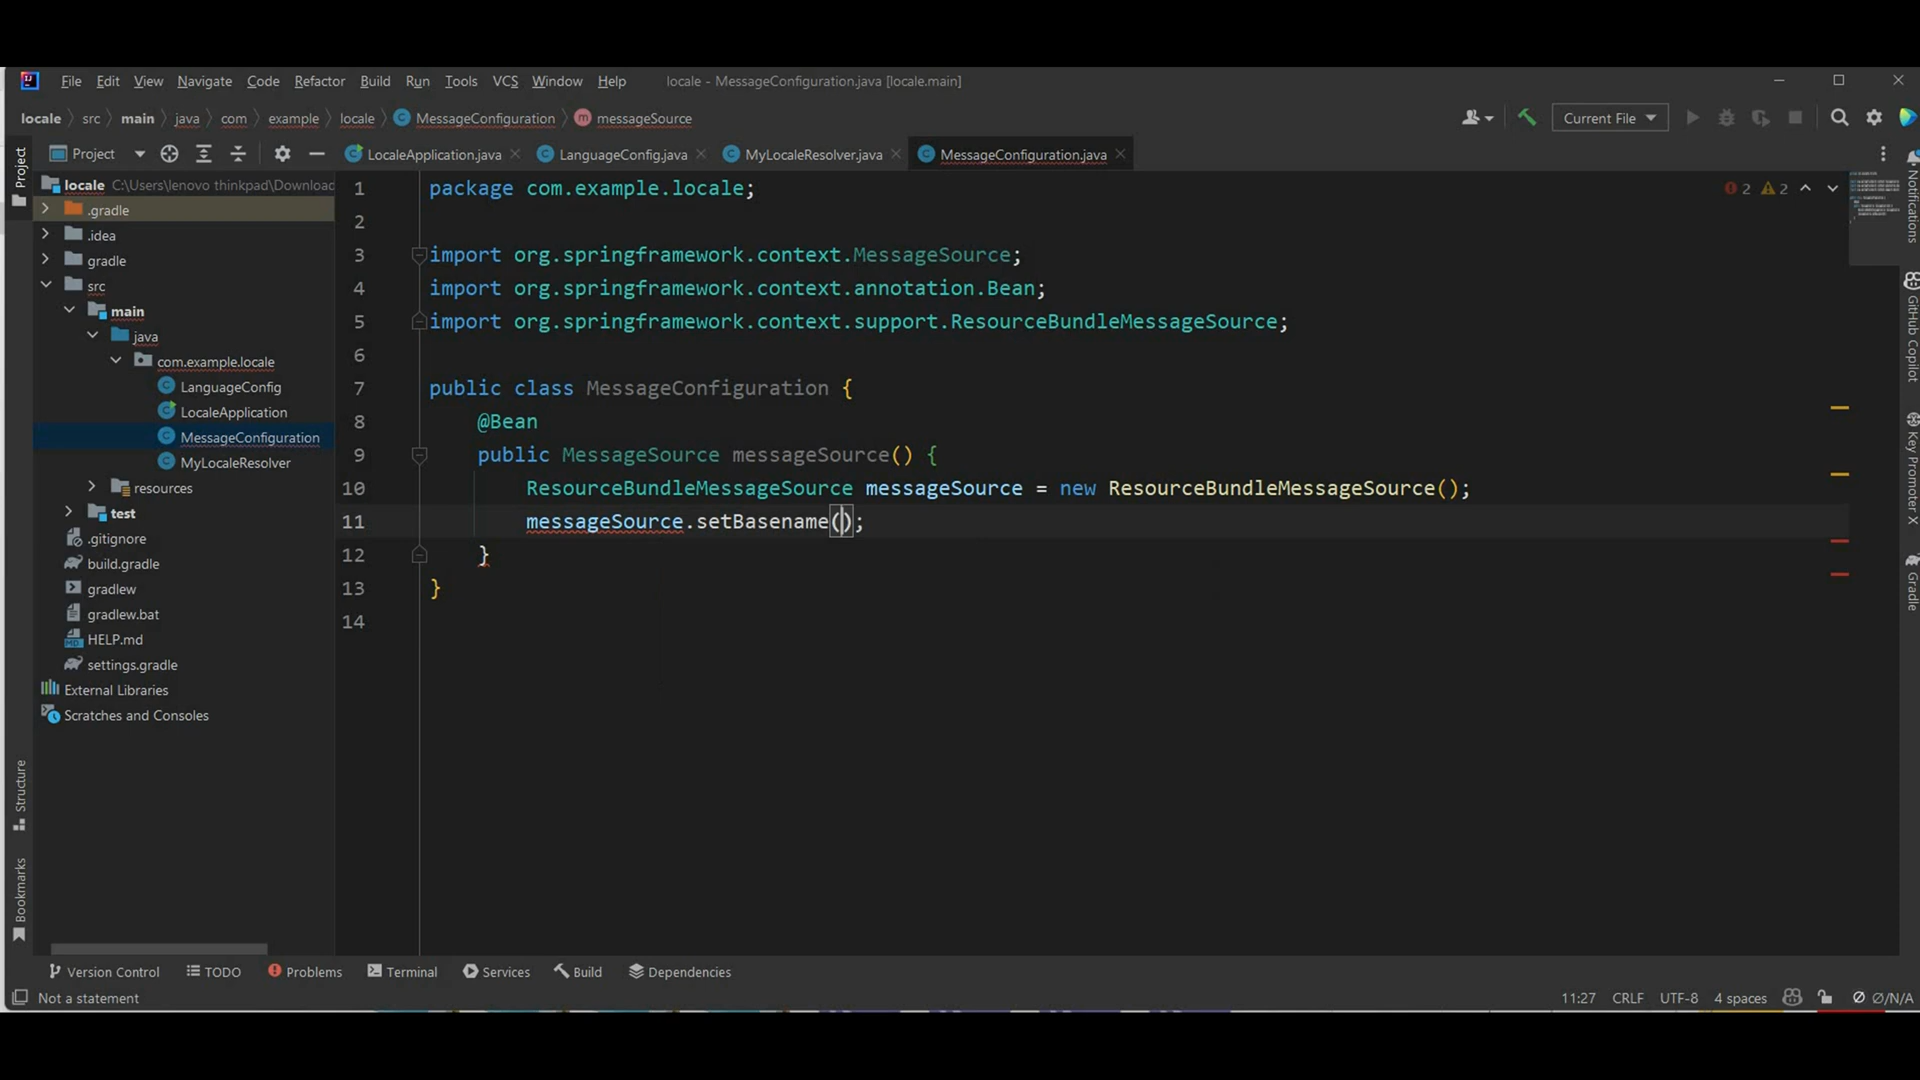 File Edit View Navigate Code Refactor Build Run Tools VCS Window Help locale - MessageConfiguration.java [locale.main]
locale src main java com example locale MessageConfiguration messageSource Current File
Project LocaleApplication.java LanguageConfig.java MyLocaleResolver.java MessageConfiguration.java
Project
locale C:\Users\lenovo thinkpad\Download
.gradle
.idea
gradle
src
main
java
com.example.locale
LanguageConfig
LocaleApplication
MessageConfiguration
MyLocaleResolver
resources
test
.gitignore
build.gradle
gradlew
gradlew.bat
HELP.md
settings.gradle
External Libraries
Scratches and Consoles
1 package com.example.locale;
2
3 import org.springframework.context.MessageSource;
4 import org.springframework.context.annotation.Bean;
5 import org.springframework.context.support.ResourceBundleMessageSource;
6
7 public class MessageConfiguration {
8 @Bean
9 public MessageSource messageSource() {
10 ResourceBundleMessageSource messageSource = new ResourceBundleMessageSource();
11 messageSource.setBasename();
12 }
13 }
14
2 2
Notifications
GitHub Copilot
Key Promoter X
Gradle
Structure
Bookmarks
Version Control TODO Problems Terminal Services Build Dependencies
Not a statement 11:27 CRLF UTF-8 4 spaces Ø/N/A